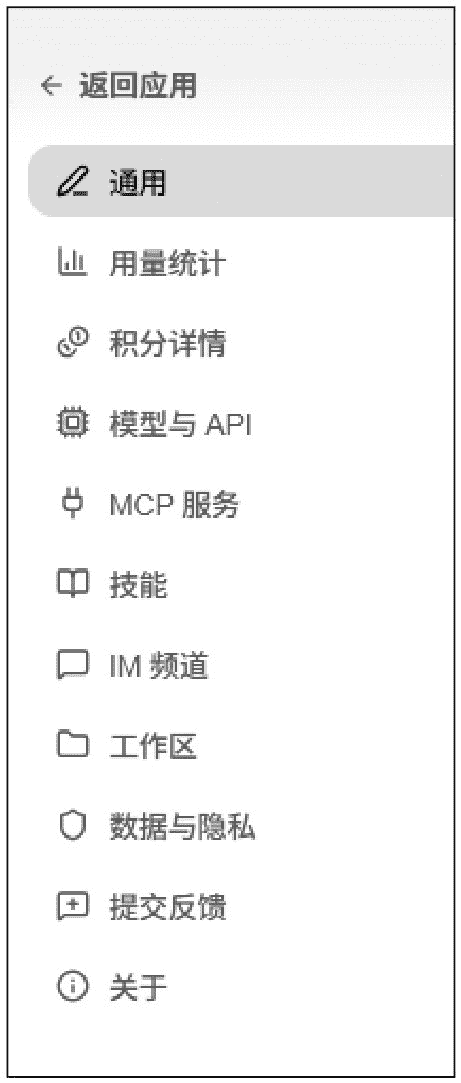 返回应用
通用
用量统计
积分详情
模型与 API
MCP 服务
技能
IM 频道
工作区
数据与隐私
提交反馈
关于